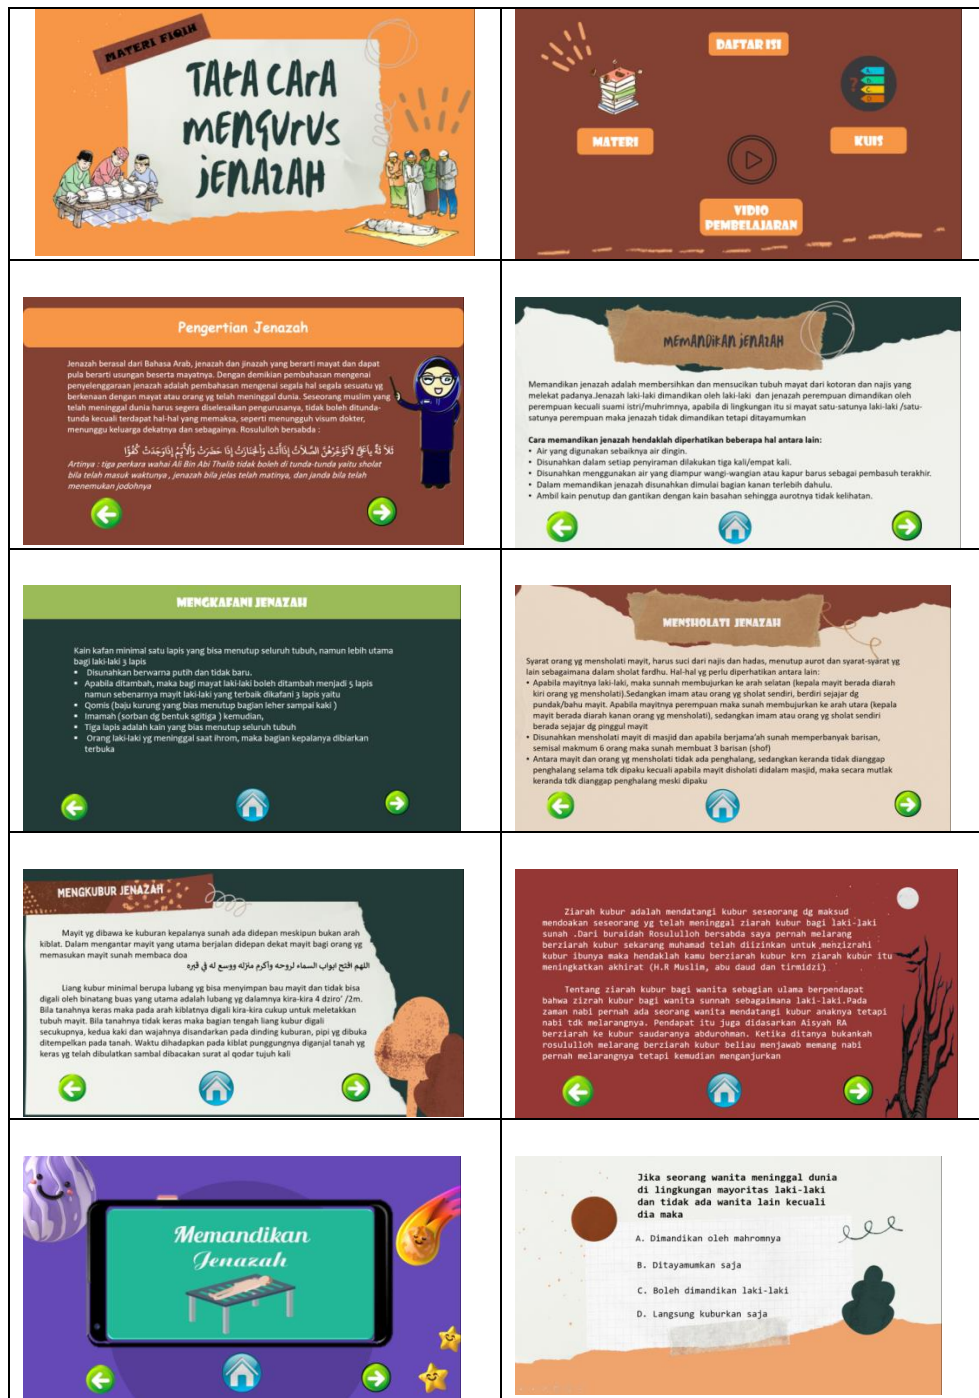 MATERI FIQIH
TATA CARA
MENGURUS
JENAZAH
DAFTAR ISI
MATERI
KUIS
VIDIO
PEMBELAJARAN
Pengertian Jenazah
Jenazah berasal dari Bahasa Arab, jenazah dan jinazah yang berarti mayat dan dapat
pula berarti usungan beserta mayatnya. Dengan demikian pembahasan mengenai
penyelenggaraan jenazah adalah pembahasan mengenai segala hal segala sesuatu yg
berkenaan dengan mayat atau orang yg telah meninggal dunia. Seseorang muslim yang
telah meninggal dunia harus segera diselesaikan pengurusanya, tidak boleh ditunda-
tunda kecuali terdapat hal-hal yang memaksa, seperti menungguh visum dokter,
menunggu keluarga dekatnya dan sebagainya. Rosululloh bersabda :
Artinya : tiga perkara wahai Ali Bin Abi Thalib tidak boleh di tunda-tunda yaitu sholat
bila telah masuk waktunya , jenazah bila jelas telah matinya, dan janda bila telah
menemukan jodohnya
MEMANDIKAN JENAZAH
Memandikan jenazah adalah membersihkan dan mensucikan tubuh mayat dari kotoran dan najis yang
melekat padanya.Jenazah laki-laki dimandikan oleh laki-laki dan jenazah perempuan dimandikan oleh
perempuan kecuali suami istri/muhrimnya, apabila di lingkungan itu si mayat satu-satunya laki-laki /satu-
satunya perempuan maka jenazah tidak dimandikan tetapi ditayamumkan
Cara memandikan jenazah hendaklah diperhatikan beberapa hal antara lain:
• Air yang digunakan sebaiknya air dingin.
• Disunahkan dalam setiap penyiraman dilakukan tiga kali/empat kali.
• Disunahkan menggunakan air yang diampur wangi-wangian atau kapur barus sebagai pembasuh terakhir.
• Dalam memandikan jenazah disunahkan dimulai bagian kanan terlebih dahulu.
• Ambil kain penutup dan gantikan dengan kain basahan sehingga aurotnya tidak kelihatan.
MENGKAFANI JENAZAH
Kain kafan minimal satu lapis yang bisa menutup seluruh tubuh, namun lebih utama
bagi laki-laki 3 lapis
• Disunahkan berwarna putih dan tidak baru.
• Apabila ditambah, maka bagi mayat laki-laki boleh ditambah menjadi 5 lapis
namun sebenarnya mayit laki-laki yang terbaik dikafani 3 lapis yaitu
• Qomis (baju kurung yang bias menutup bagian leher sampai kaki )
• Imamah (sorban dg bentuk sgitiga ) kemudian,
• Tiga lapis adalah kain yang bias menutup seluruh tubuh
• Orang laki-laki yg meninggal saat ihrom, maka bagian kepalanya dibiarkan
terbuka
MENSHOLATI JENAZAH
Syarat orang yg mensholati mayit, harus suci dari najis dan hadas, menutup aurot dan syarat-syarat yg
lain sebagaimana dalam sholat fardhu. Hal-hal yg perlu diperhatikan antara lain:
• Apabila mayitnya laki-laki, maka sunnah membujurkan ke arah selatan (kepala mayit berada diarah
kiri orang yg mensholati).Sedangkan imam atau orang yg sholat sendiri, berdiri sejajar dg
pundak/bahu mayit. Apabila mayitnya perempuan maka sunah membujurkan ke arah utara (kepala
mayit berada diarah kanan orang yg mensholati), sedangkan imam atau orang yg sholat sendiri
berada sejajar dg pinggul mayit
• Disunahkan mensholati mayit di masjid dan apabila berjema'ah sunah memperbanyak barisan,
semisal makmum 6 orang maka sunah membuat 3 barisan (shof)
• Antara mayit dan orang yg mensholati tidak ada penghalang, sedangkan keranda tidak dianggap
penghalang selama tdk dipaku kecuali apabila mayit disholati didalam masjid, maka secara mutlak
keranda tdk dianggap penghalang meski dipaku
MENGKUBUR JENAZAH
Mayit yg dibawa ke kuburan kepalanya sunah ada didepan meskipun bukan arah
kiblat. Dalam mengantar mayit yang utama berjalan didepan dekat mayit bagi orang yg
memasukan mayit sunah membaca doa
اللهم افتح ابواب السماء لروحه وأكرم منزله ووسع له في قبره
Liang kubur minimal berupa lubang yg bisa menyimpan bau mayit dan tidak bisa
digali oleh binatang buas yang utama adalah lubang yg dalamnya kira-kira 4 dziro' /2m.
Bila tanahnya keras maka pada arah kiblatnya digali kira-kira cukup untuk meletakkan
tubuh mayit. Bila tanahnya tidak keras maka bagian tengah liang kubur digali
secukupnya, kedua kaki dan wajahnya disandarkan pada dinding kuburan, pipi yg dibuka
ditempelkan pada tanah. Waktu dihadapkan pada kiblat punggungnya diganjal tanah yg
keras yg telah dibulatkan sambal dibacakan surat al qodar tujuh kali
Ziarah kubur adalah mendatangi kubur seseorang dg maksud
mendoakan seseorang yg telah meninggal ziarah kubur bagi laki-laki
sunah .Dari buraidah Rosululloh bersabda saya pernah melarang
berziarah kubur sekarang muhamad telah diizinkan untuk menzizrahi
kubur ibunya maka hendaklah kamu berziarah kubur krn ziarah kubur itu
meningkatkan akhirat (H.R Muslim, abu daud dan tirmidzi)
Tentang ziarah kubur bagi wanita sebagian ulama berpendapat
bahwa zizrah kubur bagi wanita sunnah sebagaimana laki-laki.Pada
zaman nabi pernah ada seorang wanita mendatangi kubur anaknya tetapi
nabi tdk melarangnya. Pendapat itu juga didasarkan Aisyah RA
berziarah ke kubur saudaranya abdurohman. Ketika ditanya bukankah
rosululloh melarang berziarah kubur beliau menjawab memang nabi
pernah melarangnya tetapi kemudian menganjurkan
Memandikan
Jenazah
Jika seorang wanita meninggal dunia
di lingkungan mayoritas laki-laki
dan tidak ada wanita lain kecuali
dia maka
A. Dimandikan oleh mahromnya
B. Ditayamumkan saja
C. Boleh dimandikan laki-laki
D. Langsung kuburkan saja